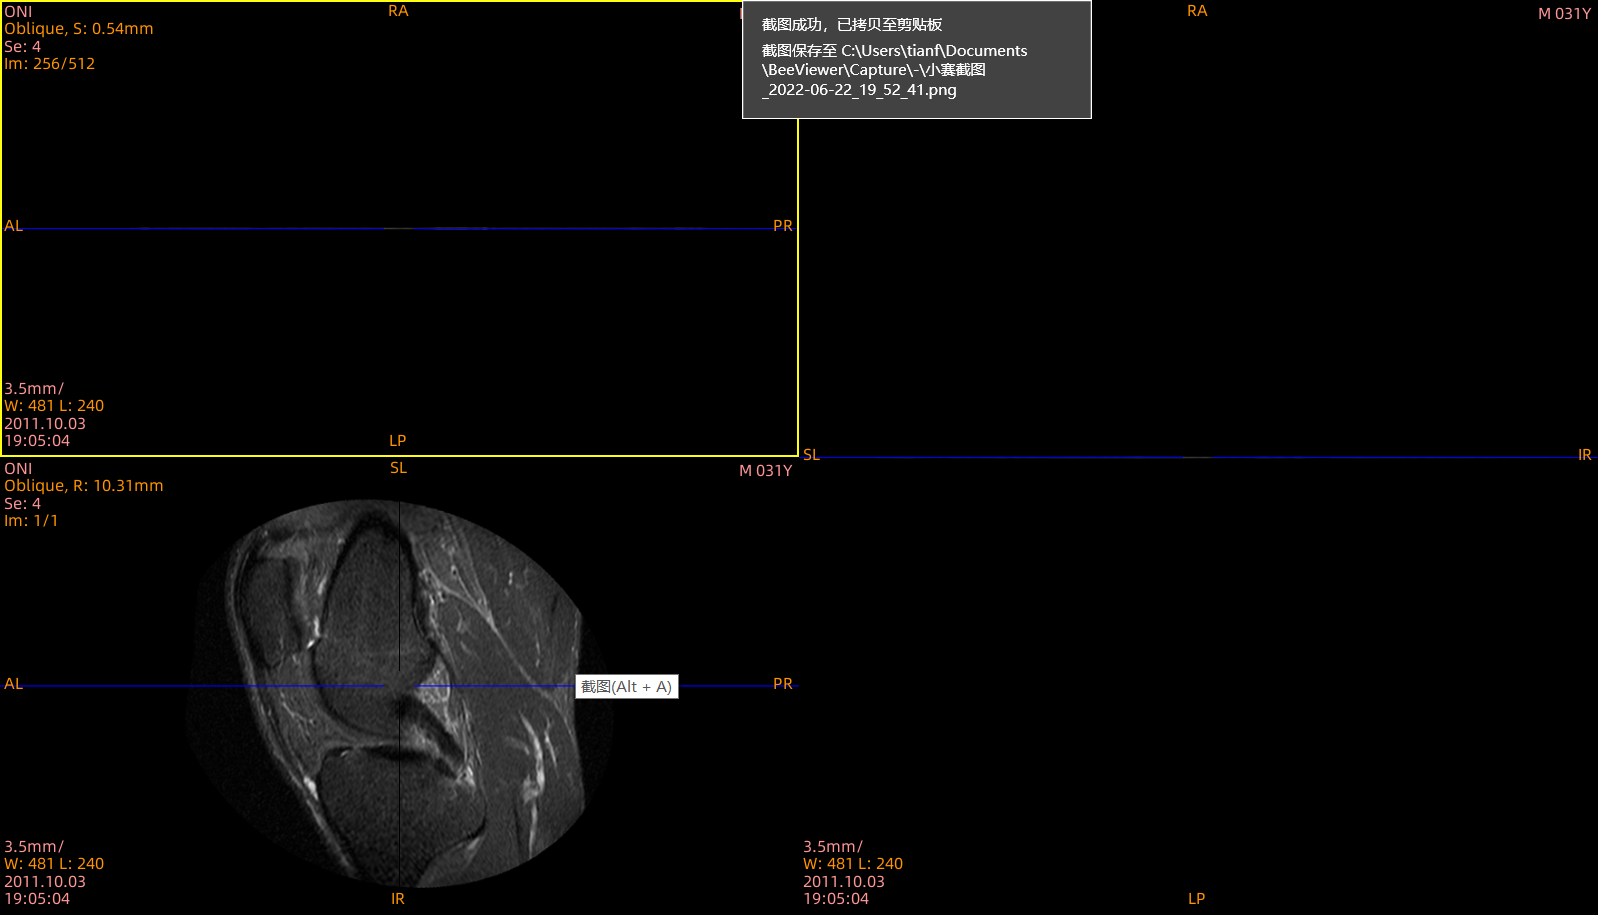 ONI
Oblique, S: 0.54mm
Se: 4
Im: 256/512
RA
AL
PR
3.5mm/
W: 481 L: 240
2011.10.03
19:05:04
LP
截图成功，已拷贝至剪贴板
截图保存至 C:\Users\tianf\Documents
\BeeViewer\Capture\-\小赛截图
_2022-06-22_19_52_41.png
RA
M 031Y
SL
IR
ONI
Oblique, R: 10.31mm
Se: 4
Im: 1/1
SL
M 031Y
AL
PR
截图(Alt + A)
3.5mm/
W: 481 L: 240
2011.10.03
19:05:04
IR
3.5mm/
W: 481 L: 240
2011.10.03
19:05:04
LP